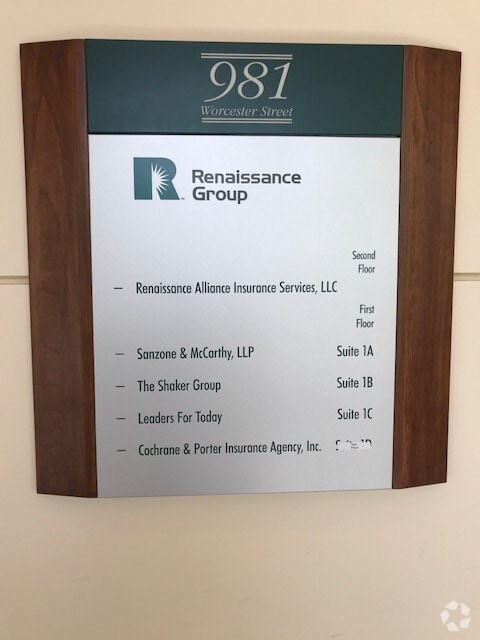 981
Worcester Street
R
Renaissance
Group
Second
Floor
— Renaissance Alliance Insurance Services, LLC
First
Floor
— Sanzone & McCarthy, LLP Suite 1A
— The Shaker Group Suite 1B
— Leaders For Today Suite 1C
— Cochrane & Porter Insurance Agency, Inc.